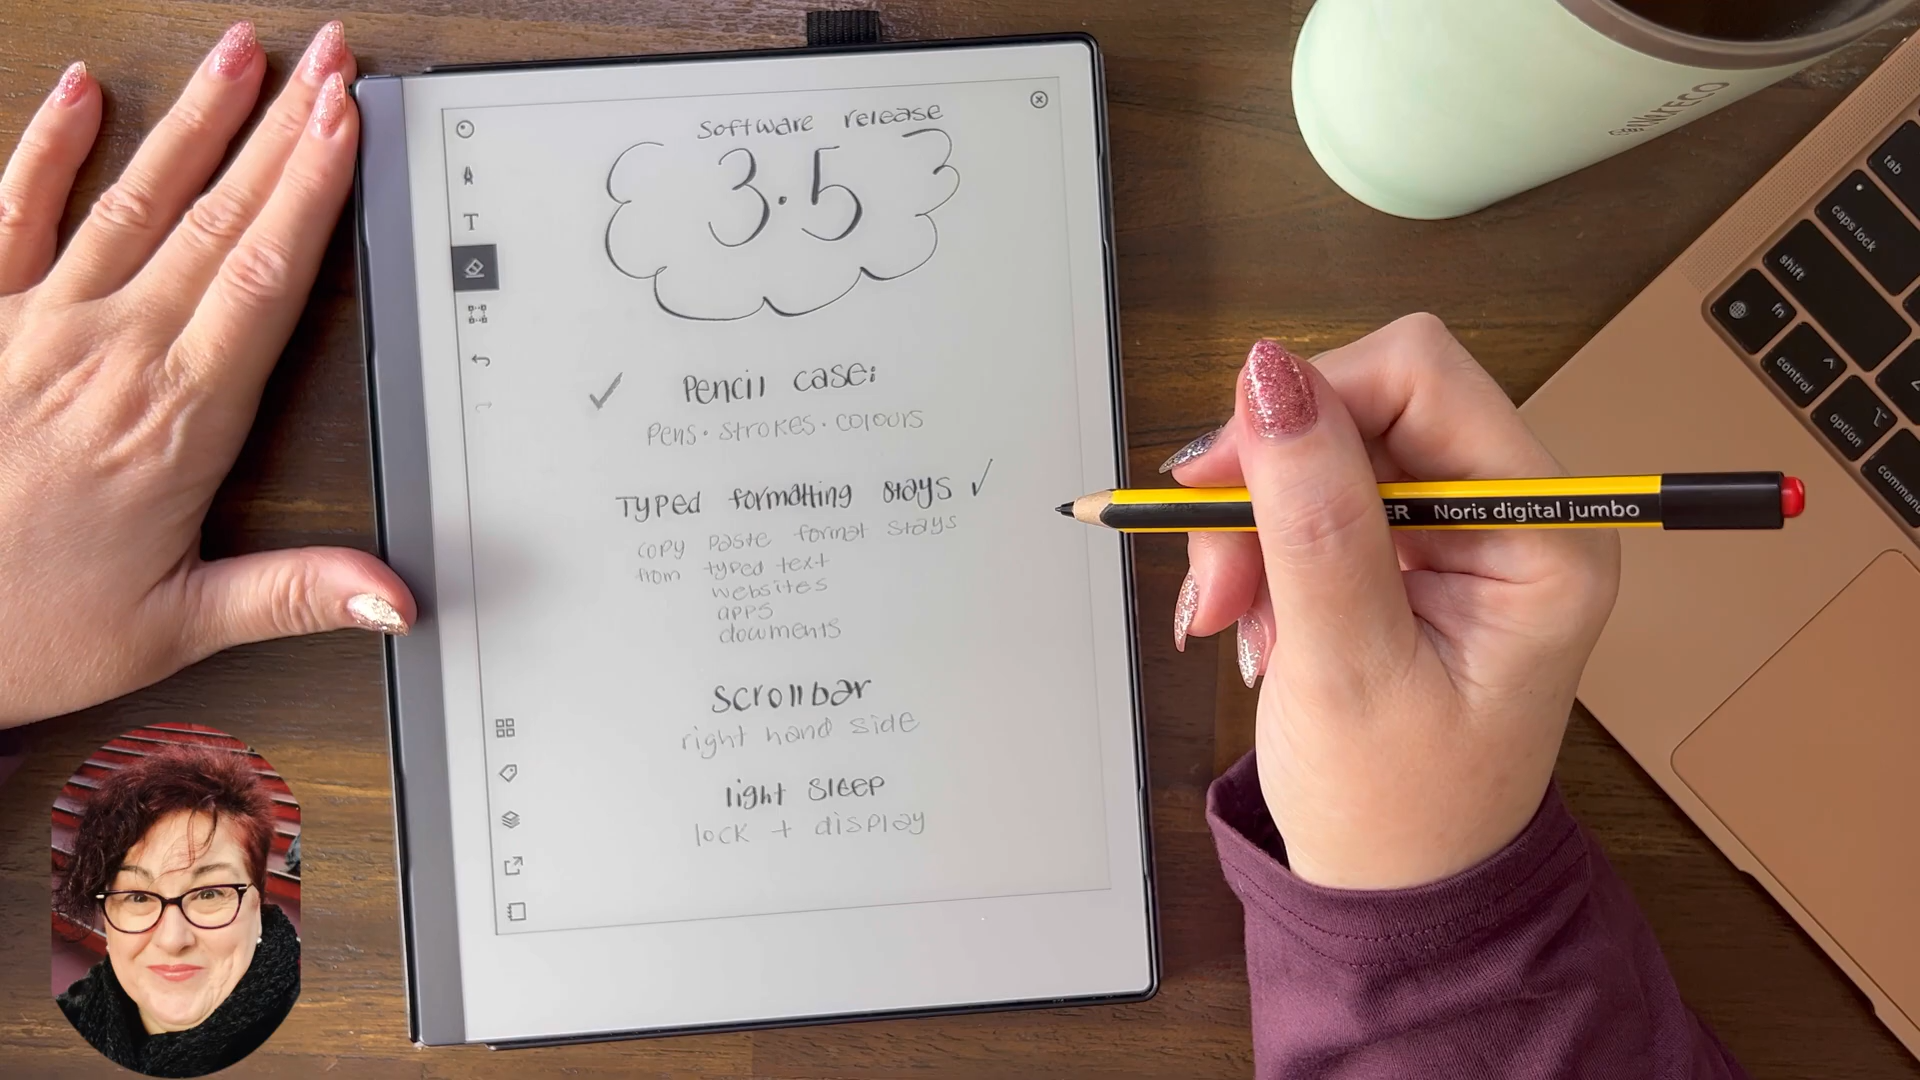 Software release
3.5
✓ Pencil case:
Pens · strokes · colours
Typed formatting stays ✓
copy paste format stays
from typed text
websites
apps
documents
Scrollbar
right hand side
light sleep
lock + display
T
ER Noris digital jumbo
tab
caps lock
shift
fn
control
option
command